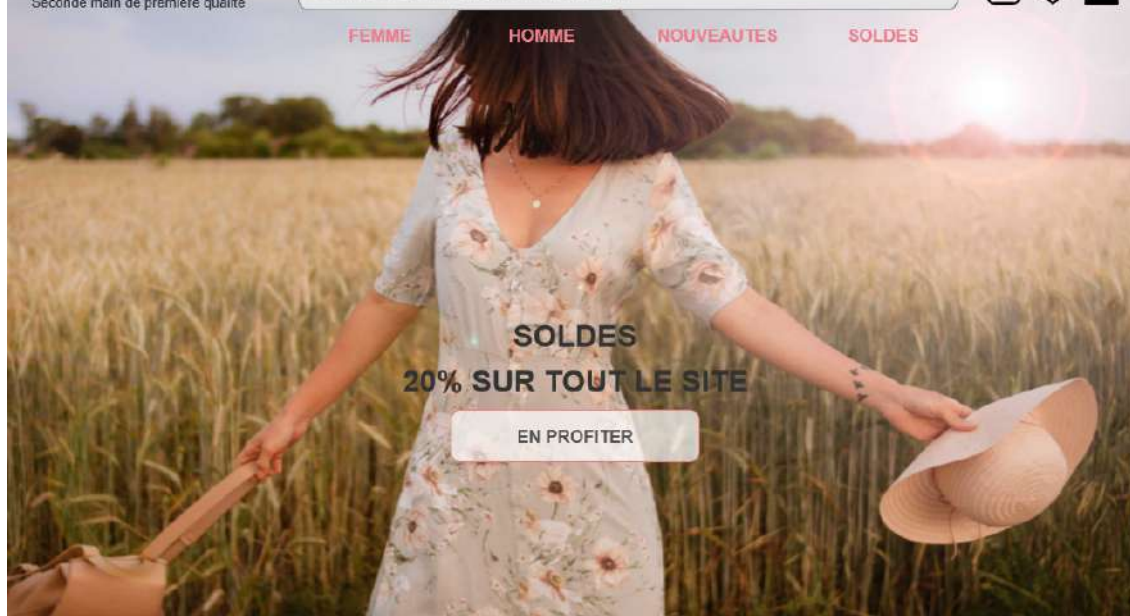 Seconde main de première qualité
FEMME HOMME NOUVEAUTES SOLDES
SOLDES
20% SUR TOUT LE SITE
EN PROFITER